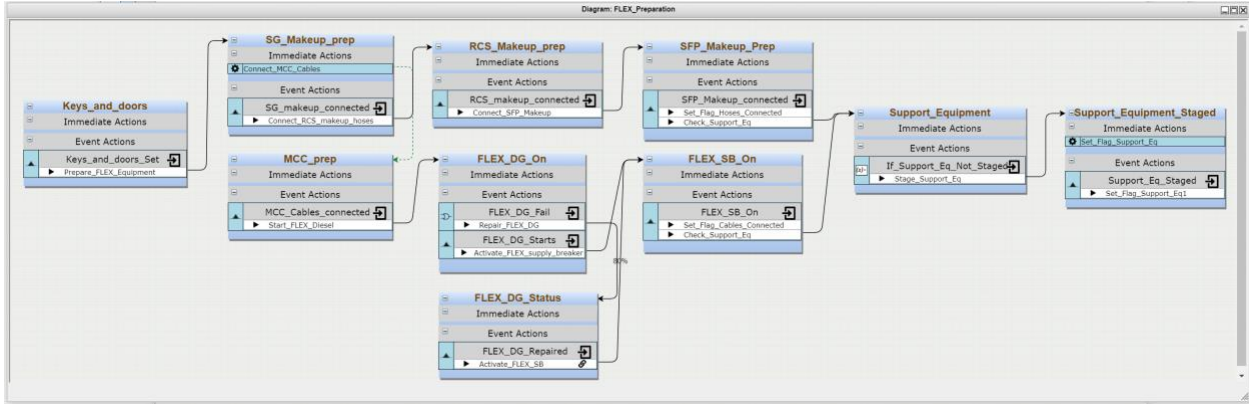 Diagram: FLEX_Preparation
Keys_and_doors
Immediate Actions
Event Actions
Keys_and_doors_Set
Prepare_FLEX_Equipment
SG_Makeup_prep
Immediate Actions
Connect_MCC_Cables
Event Actions
SG_makeup_connected
Connect_RCS_makeup_hoses
MCC_prep
Immediate Actions
Event Actions
MCC_Cables_connected
Start_FLEX_Diesel
RCS_Makeup_prep
Immediate Actions
Event Actions
RCS_makeup_connected
Connect_SFP_Makeup
FLEX_DG_On
Immediate Actions
Event Actions
FLEX_DG_Fail
Repair_FLEX_DG
FLEX_DG_Starts
Activate_FLEX_supply_breaker
80%
FLEX_DG_Status
Immediate Actions
Event Actions
FLEX_DG_Repaired
Activate_FLEX_SB
SFP_Makeup_Prep
Immediate Actions
Event Actions
SFP_Makeup_connected
Set_Flag_Hoses_Connected
Check_Support_Eq
FLEX_SB_On
Immediate Actions
Event Actions
FLEX_SB_On
Set_Flag_Cables_Connected
Check_Support_Eq
Support_Equipment
Immediate Actions
Event Actions
If_Support_Eq_Not_Staged
Stage_Support_Eq
Support_Equipment_Staged
Immediate Actions
Set_Flag_Support_Eq
Event Actions
Support_Eq_Staged
Set_Flag_Support_Eq1